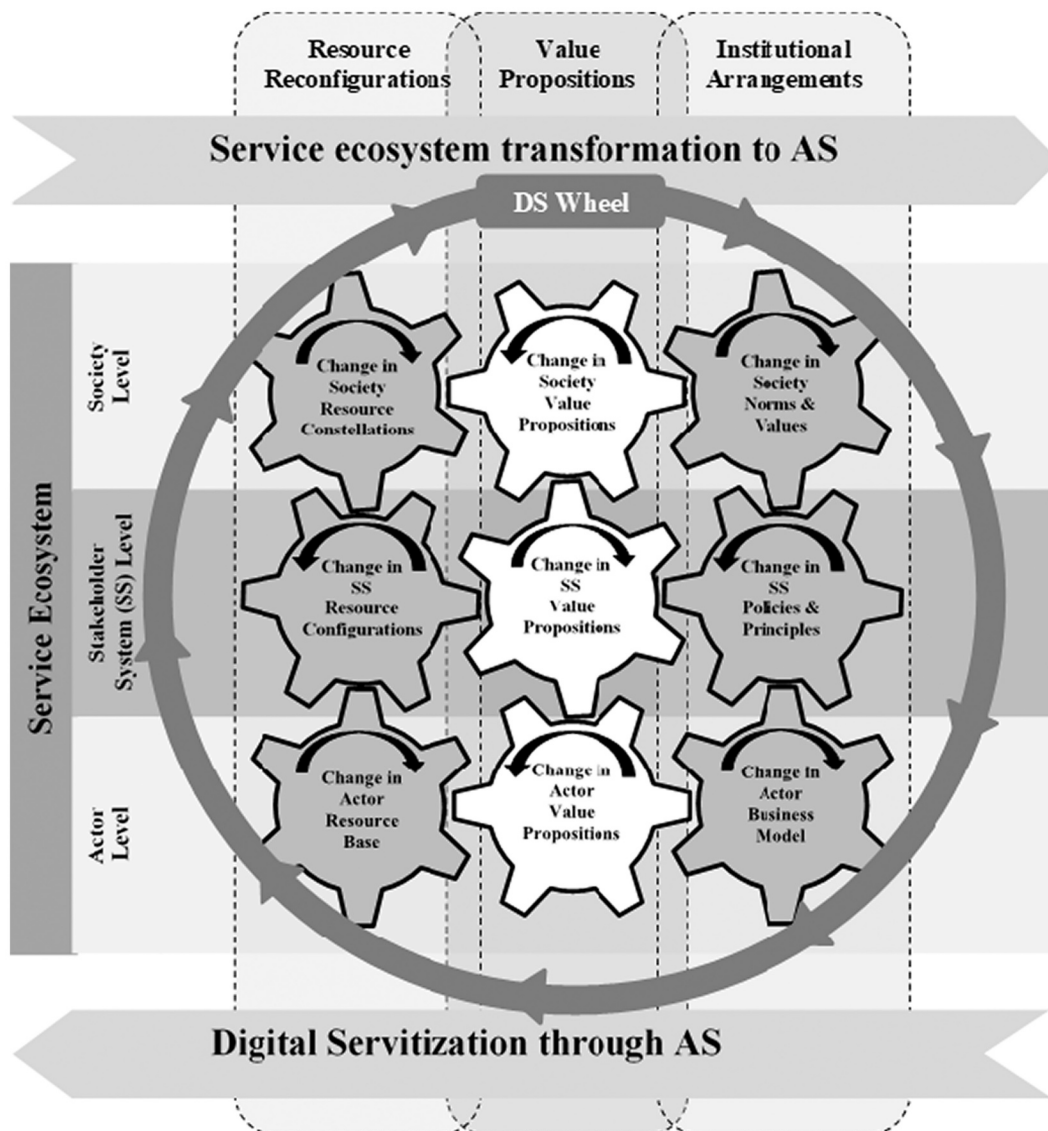 Resource
Reconfigurations
Value
Propositions
Institutional
Arrangements
Service ecosystem transformation to AS
DS Wheel
Service Ecosystem
Society
Level
Change in
Society
Resource
Constellations
Change in
Society
Value
Propositions
Change in
Society
Norms &
Values
Stakeholder
System (SS) Level
Change in
SS
Resource
Configurations
Change in
SS
Value
Propositions
Change in
SS
Policies &
Principles
Actor
Level
Change in
Actor
Resource
Base
Change in
Actor
Value
Propositions
Change in
Actor
Business
Model
Digital Servitization through AS